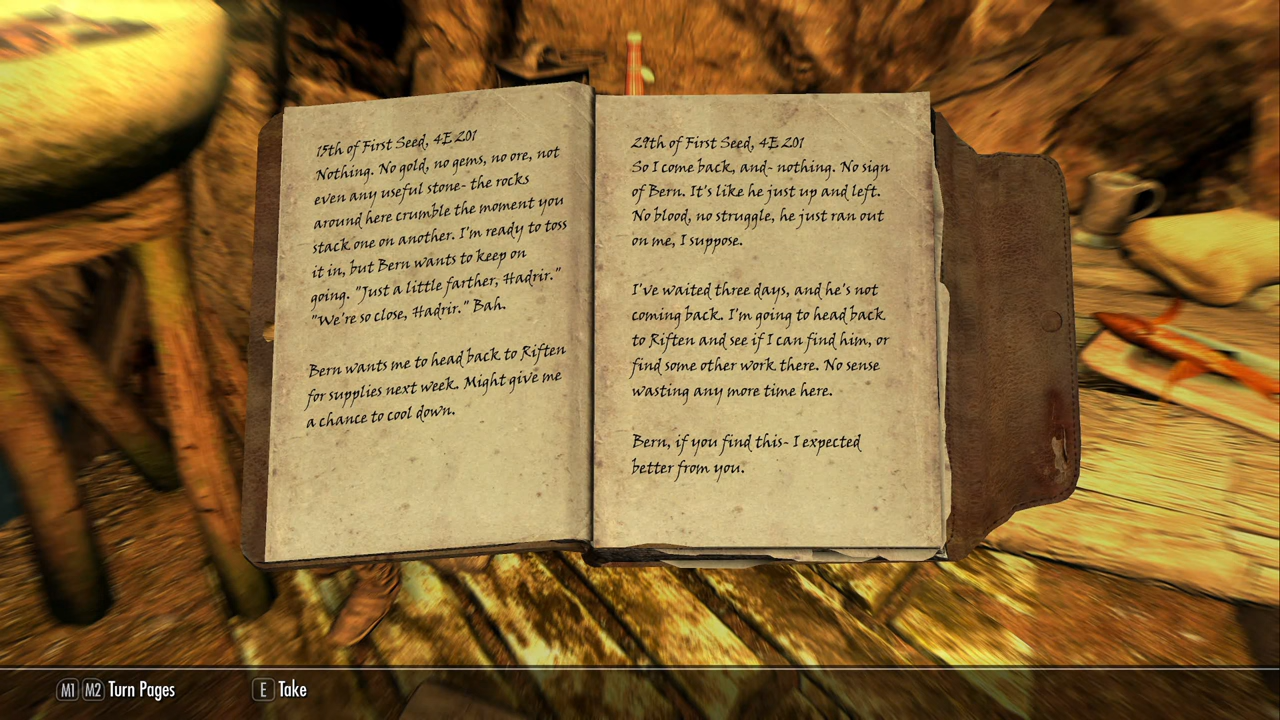 15th of First Seed, 4E 201
Nothing. No gold, no gems, no ore, not
even any useful stone- the rocks
around here crumble the moment you
stack one on another. I'm ready to toss
it in, but Bern wants to keep on
going. "Just a little farther, Hadrir."
"We're so close, Hadrir." Bah.
Bern wants me to head back to Riften
for supplies next week. Might give me
a chance to cool down.
29th of First Seed, 4E 201
So I come back, and- nothing. No sign
of Bern. It's like he just up and left.
No blood, no struggle, he just ran out
on me, I suppose.
I've waited three days, and he's not
coming back. I'm going to head back
to Riften and see if I can find him, or
find some other work there. No sense
wasting any more time here.
Bern, if you find this- I expected
better from you.
M1 M2 Turn Pages
E Take